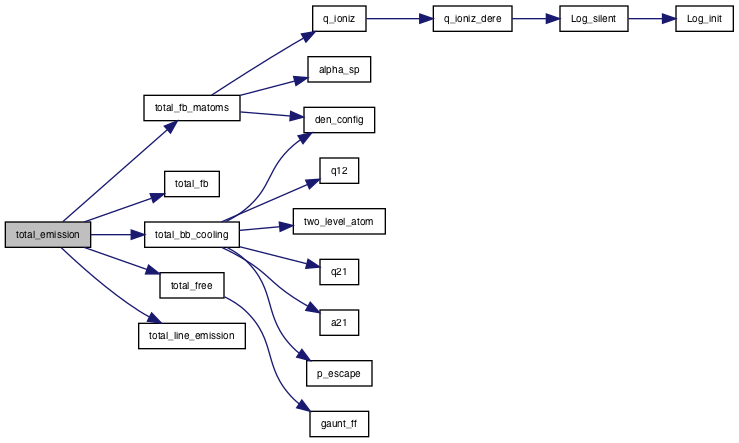 q_ioniz
q_ioniz_dere
Log_silent
Log_init
alpha_sp
total_fb_matoms
den_config
q12
total_fb
two_level_atom
total_emission
total_bb_cooling
q21
total_free
a21
total_line_emission
p_escape
gaunt_ff